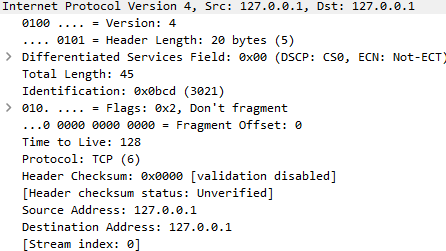 Internet Protocol Version 4, Src: 127.0.0.1, Dst: 127.0.0.1
0100 .... = Version: 4
.... 0101 = Header Length: 20 bytes (5)
Differentiated Services Field: 0x00 (DSCP: CS0, ECN: Not-ECT)
Total Length: 45
Identification: 0x0bcd (3021)
010. .... = Flags: 0x2, Don't fragment
...0 0000 0000 0000 = Fragment Offset: 0
Time to Live: 128
Protocol: TCP (6)
Header Checksum: 0x0000 [validation disabled]
[Header checksum status: Unverified]
Source Address: 127.0.0.1
Destination Address: 127.0.0.1
[Stream index: 0]